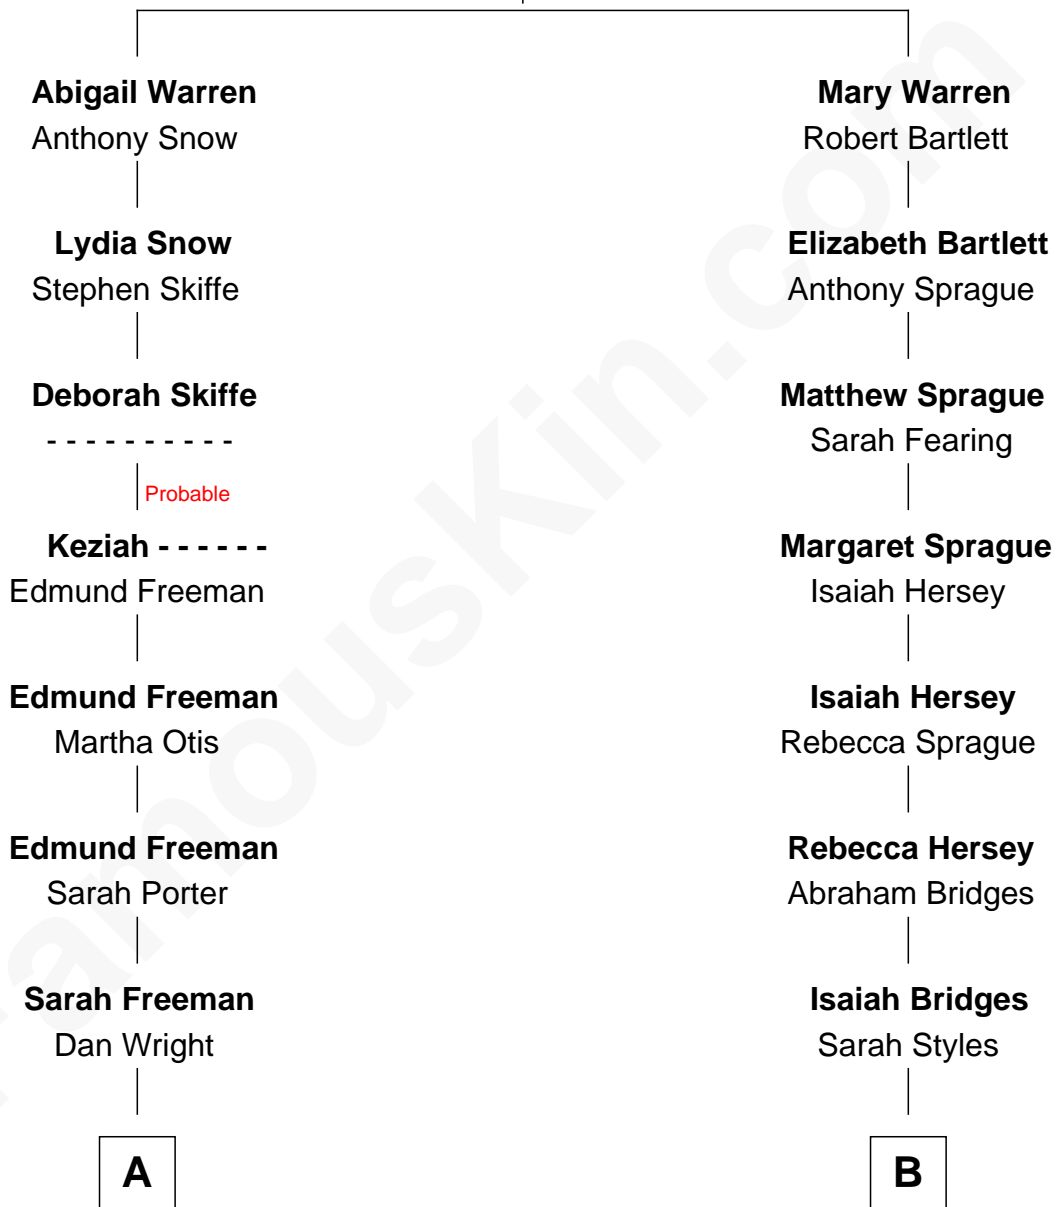 Abigail Warren
Anthony Snow
Lydia Snow
Stephen Skiffe
Deborah Skiffe
- - - - - - - - - -
Probable
Keziah - - - - - -
Edmund Freeman
Edmund Freeman
Martha Otis
Edmund Freeman
Sarah Porter
Sarah Freeman
Dan Wright
A
Mary Warren
Robert Bartlett
Elizabeth Bartlett
Anthony Sprague
Matthew Sprague
Sarah Fearing
Margaret Sprague
Isaiah Hersey
Isaiah Hersey
Rebecca Sprague
Rebecca Hersey
Abraham Bridges
Isaiah Bridges
Sarah Styles
B
FamousKin.com